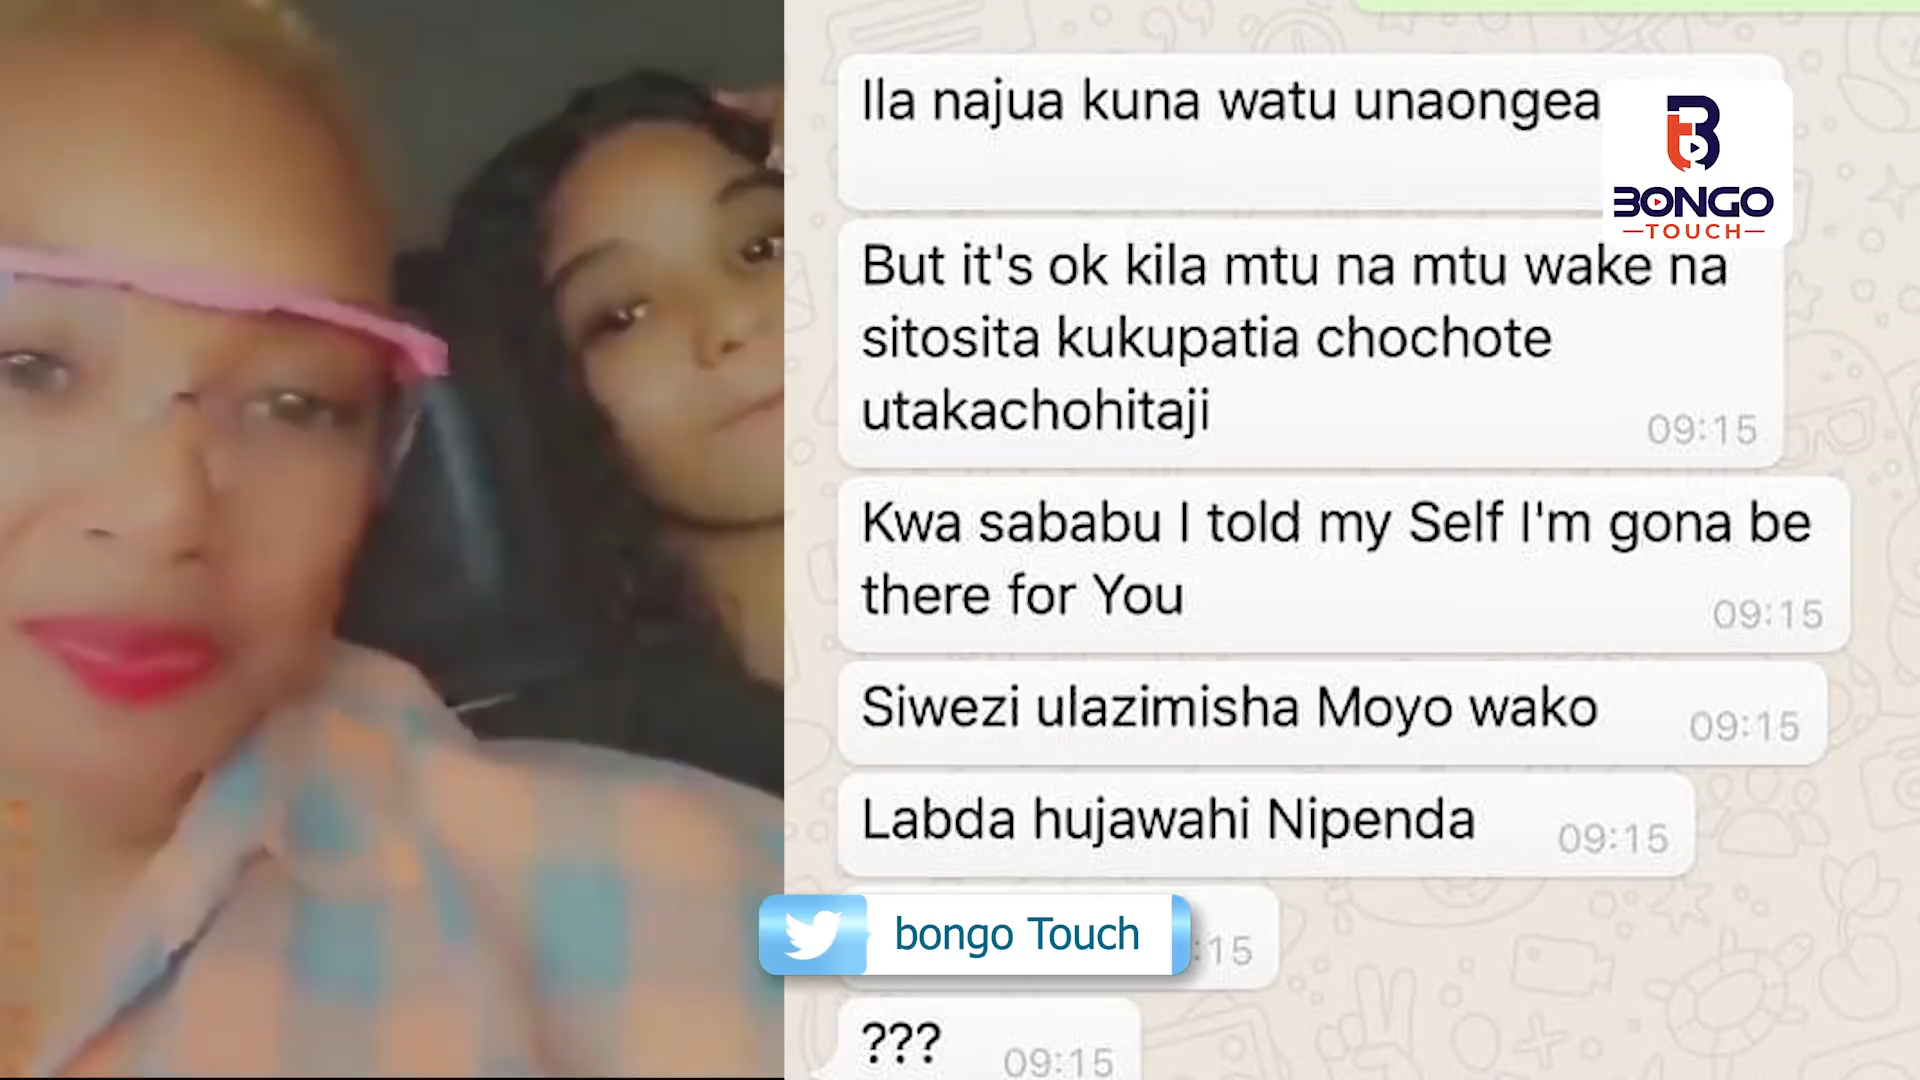 Ila najua kuna watu unaongea
BONGO
TOUCH
But it's ok kila mtu na mtu wake na
sitosita kukupatia chochote
utakachohitaji
09:15
Kwa sababu I told my Self I'm gona be
there for You
09:15
Siwezi ulazimisha Moyo wako
09:15
Labda hujawahi Nipenda
09:15
bongo Touch
:15
???
09:15